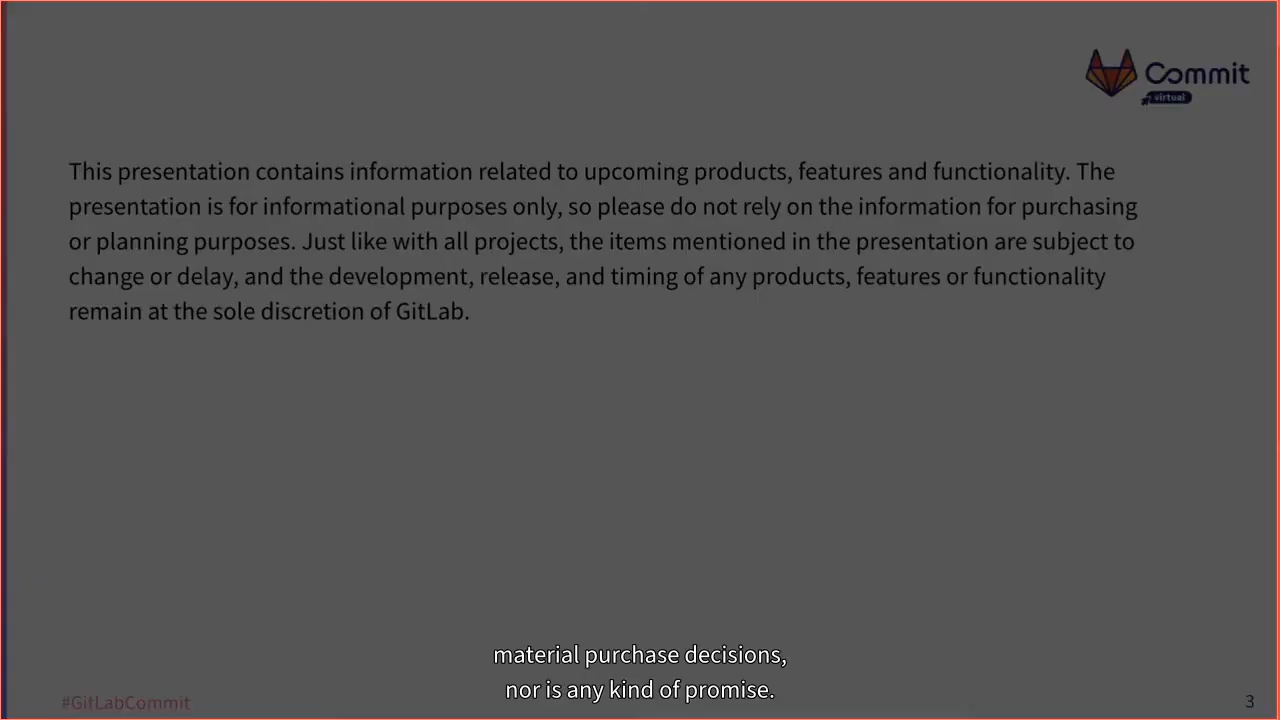 Commit
virtual
This presentation contains information related to upcoming products, features and functionality. The
presentation is for informational purposes only, so please do not rely on the information for purchasing
or planning purposes. Just like with all projects, the items mentioned in the presentation are subject to
change or delay, and the development, release, and timing of any products, features or functionality
remain at the sole discretion of GitLab.
material purchase decisions,
nor is any kind of promise.
#GitLabCommit
3